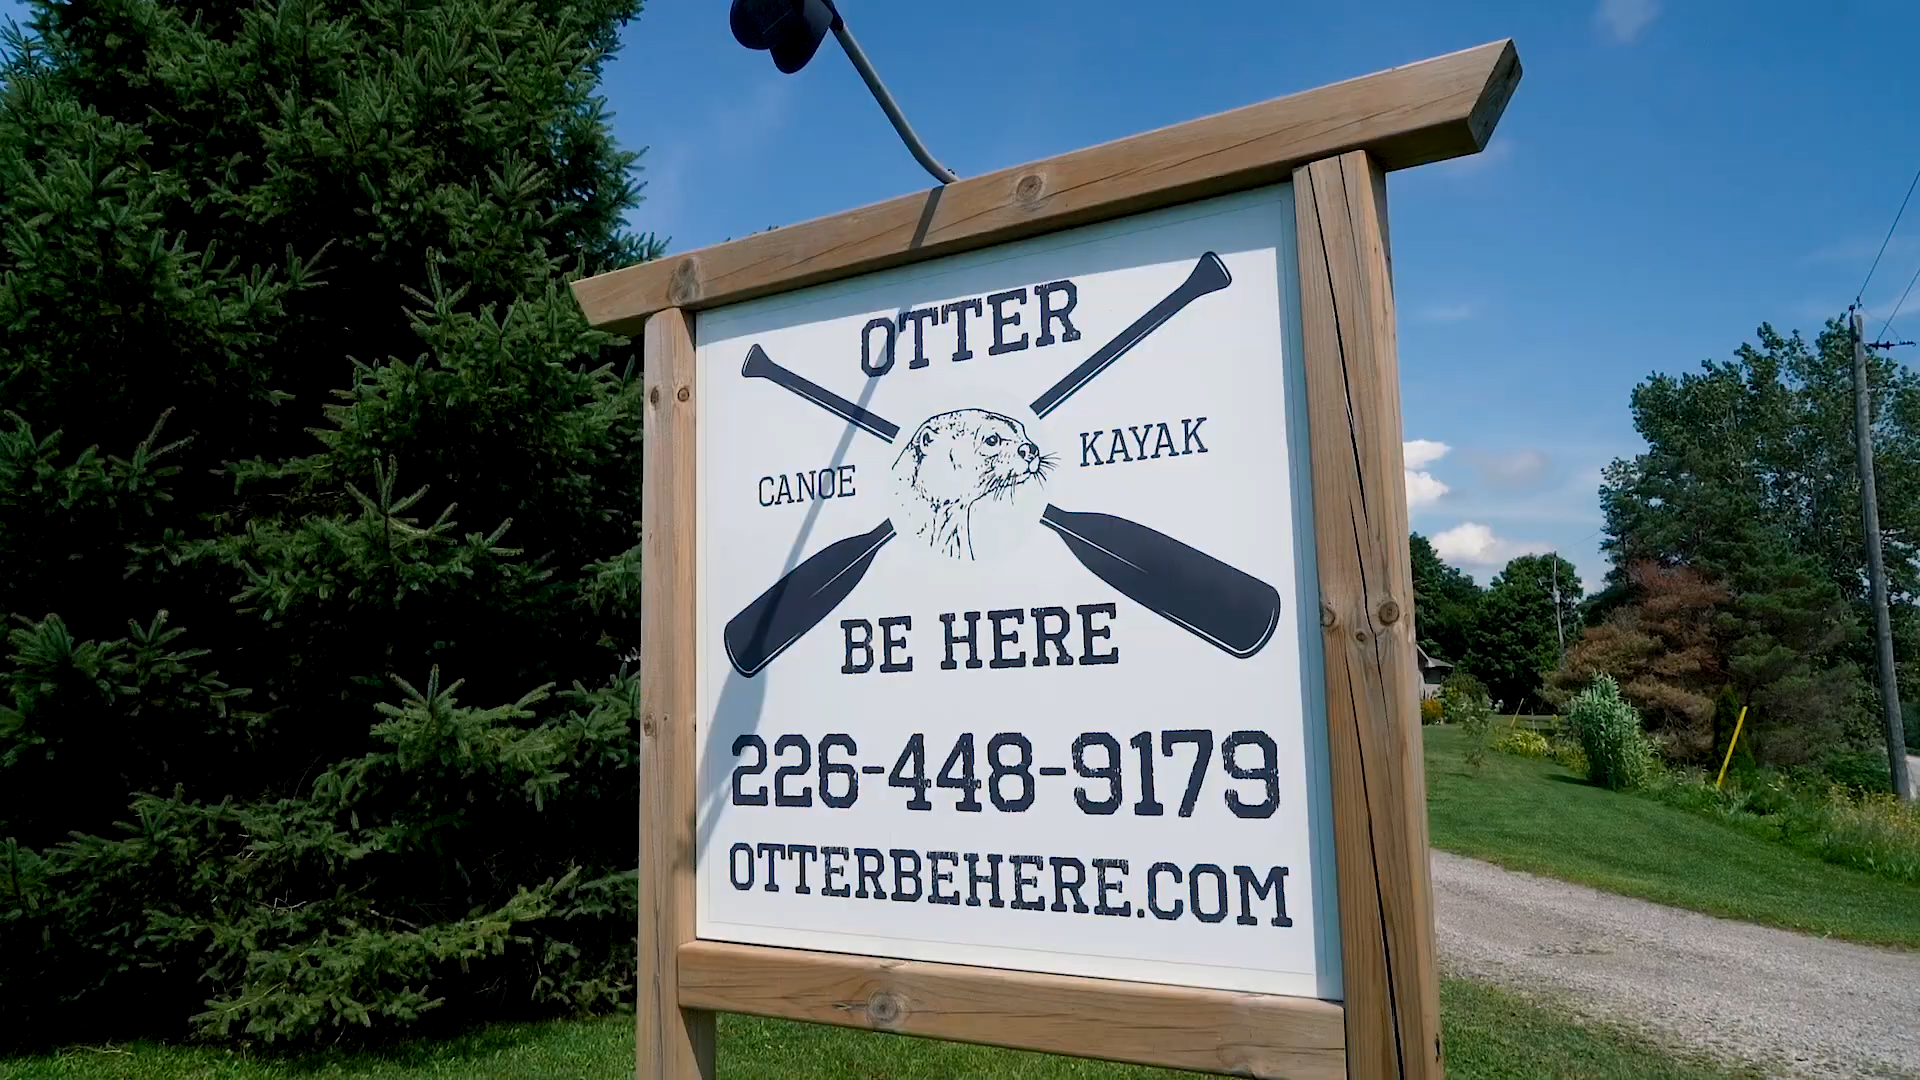 OTTER
CANOE
KAYAK
BE HERE
226-448-9179
OTTERBEHERE.COM